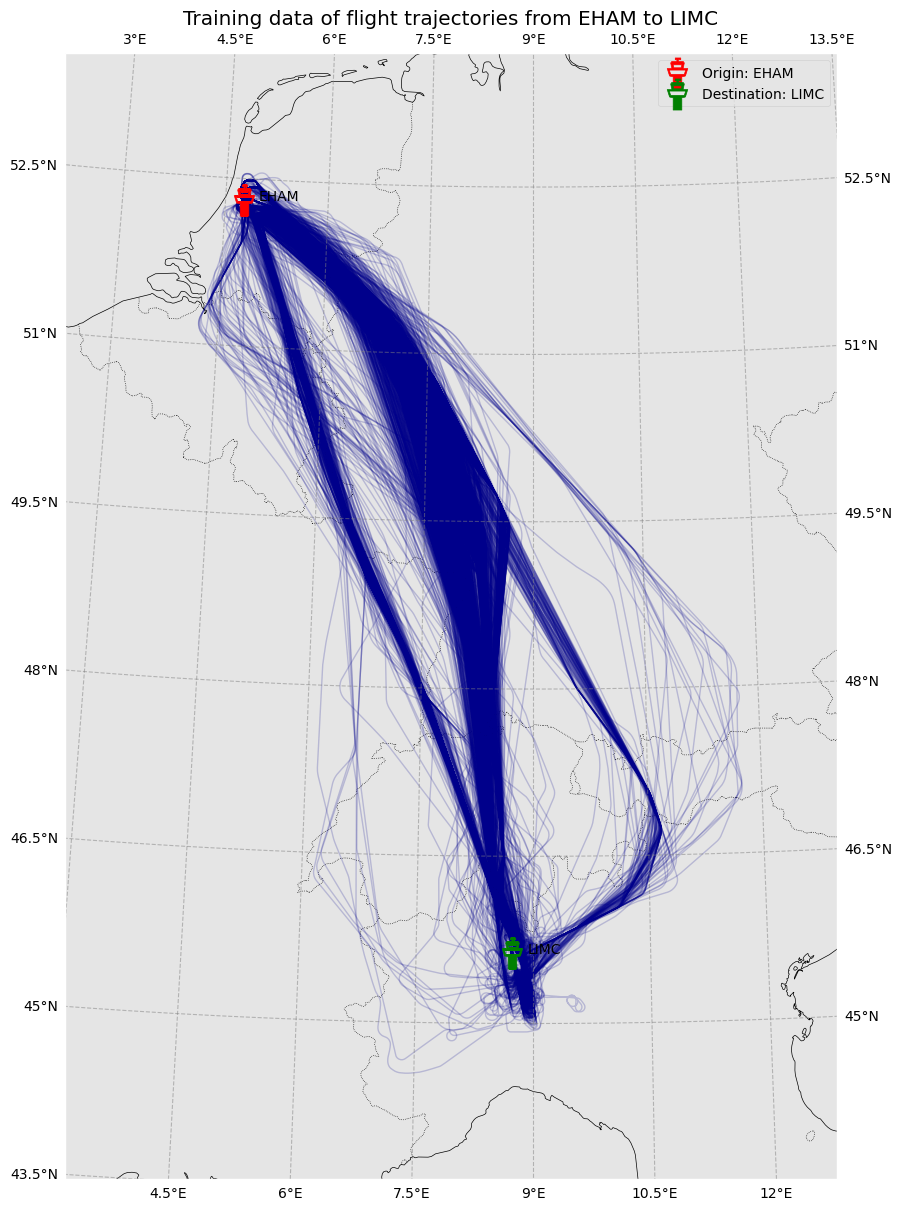 Training data of flight trajectories from EHAM to LIMC
3°E 4.5°E 6°E 7.5°E 9°E 10.5°E 12°E 13.5°E
Origin: EHAM
Destination: LIMC
52.5°N 52.5°N
EHAM
51°N 51°N
49.5°N 49.5°N
48°N 48°N
46.5°N 46.5°N
LIMC
45°N 45°N
43.5°N
4.5°E 6°E 7.5°E 9°E 10.5°E 12°E